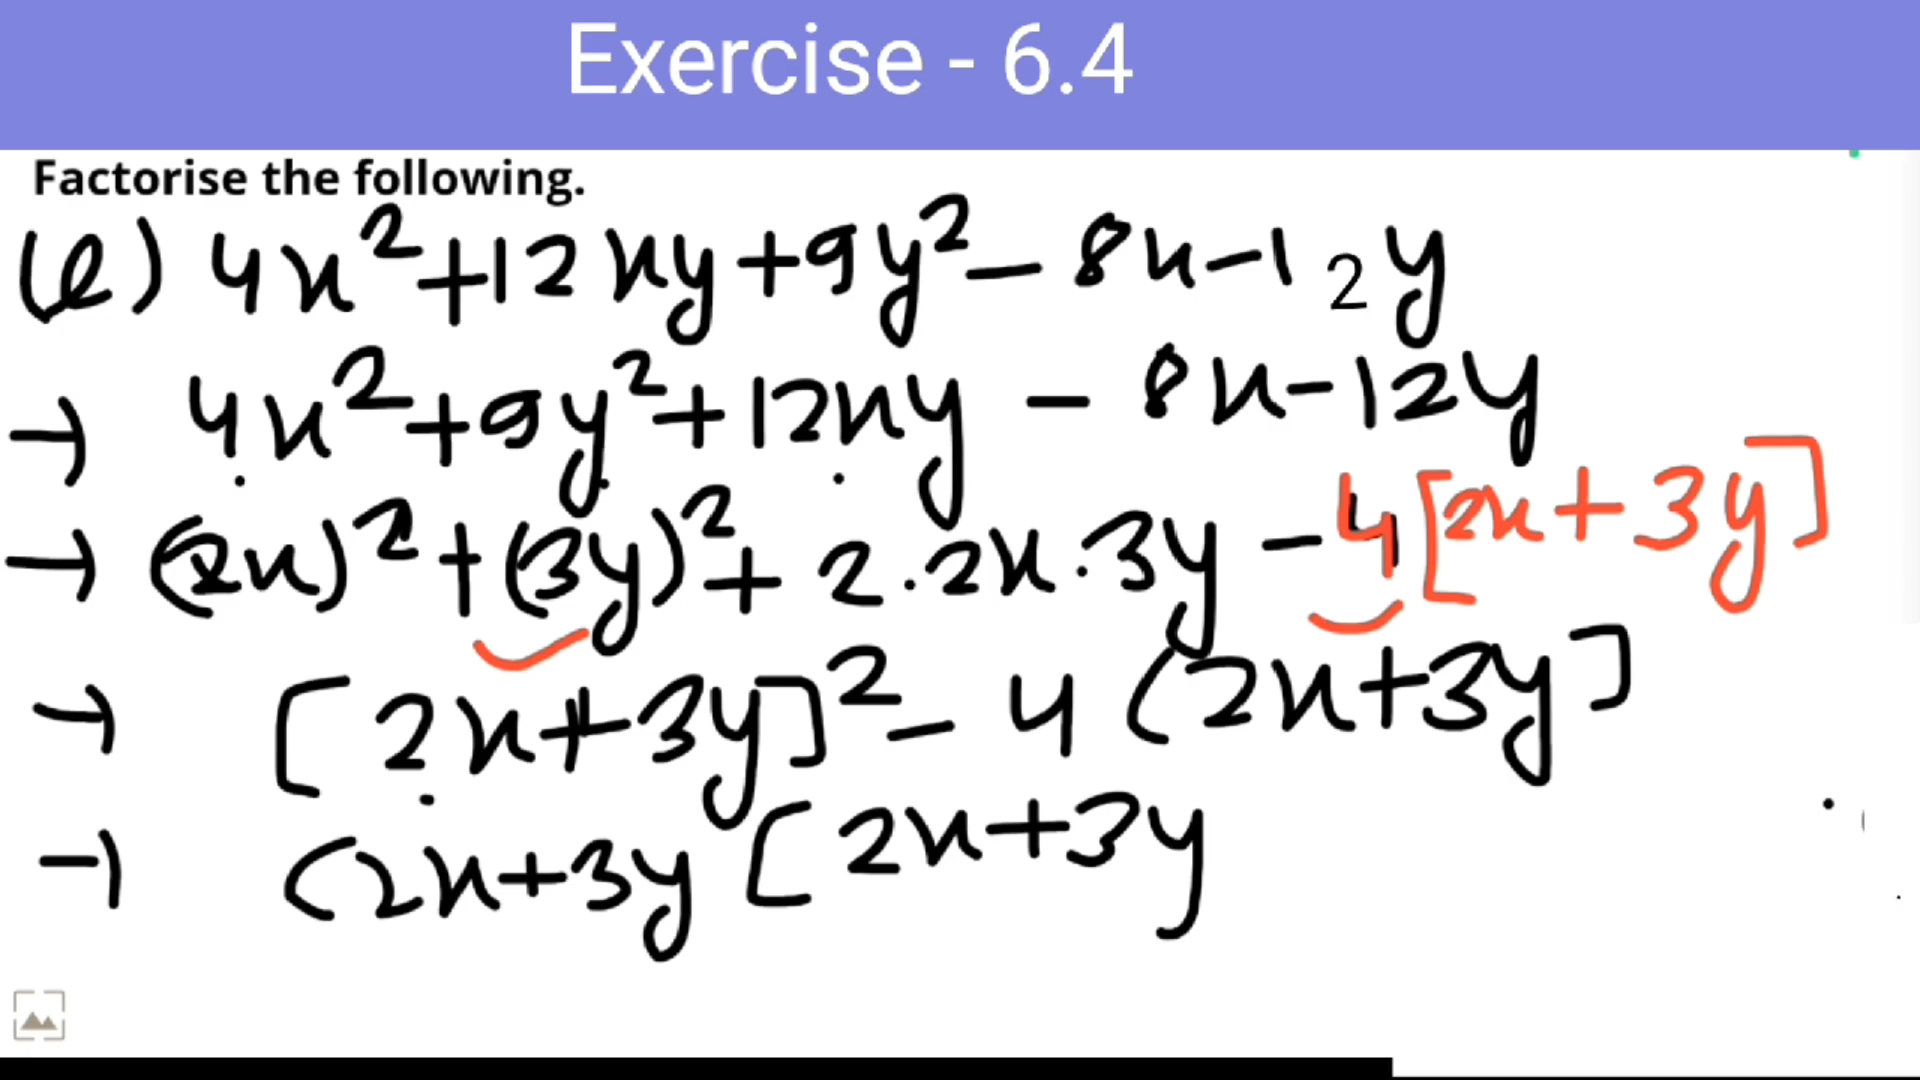 Exercise - 6.4
Factorise the following.
(e) 4x²+12xy+9y²-8x-12y
→ 4x²+9y²+12xy - 8x-12y
→ (2x)²+(3y)²+2.2x.3y -4[2x+3y]
→ [2x+3y]²- 4 (2x+3y]
→ (2x+3y [2x+3y